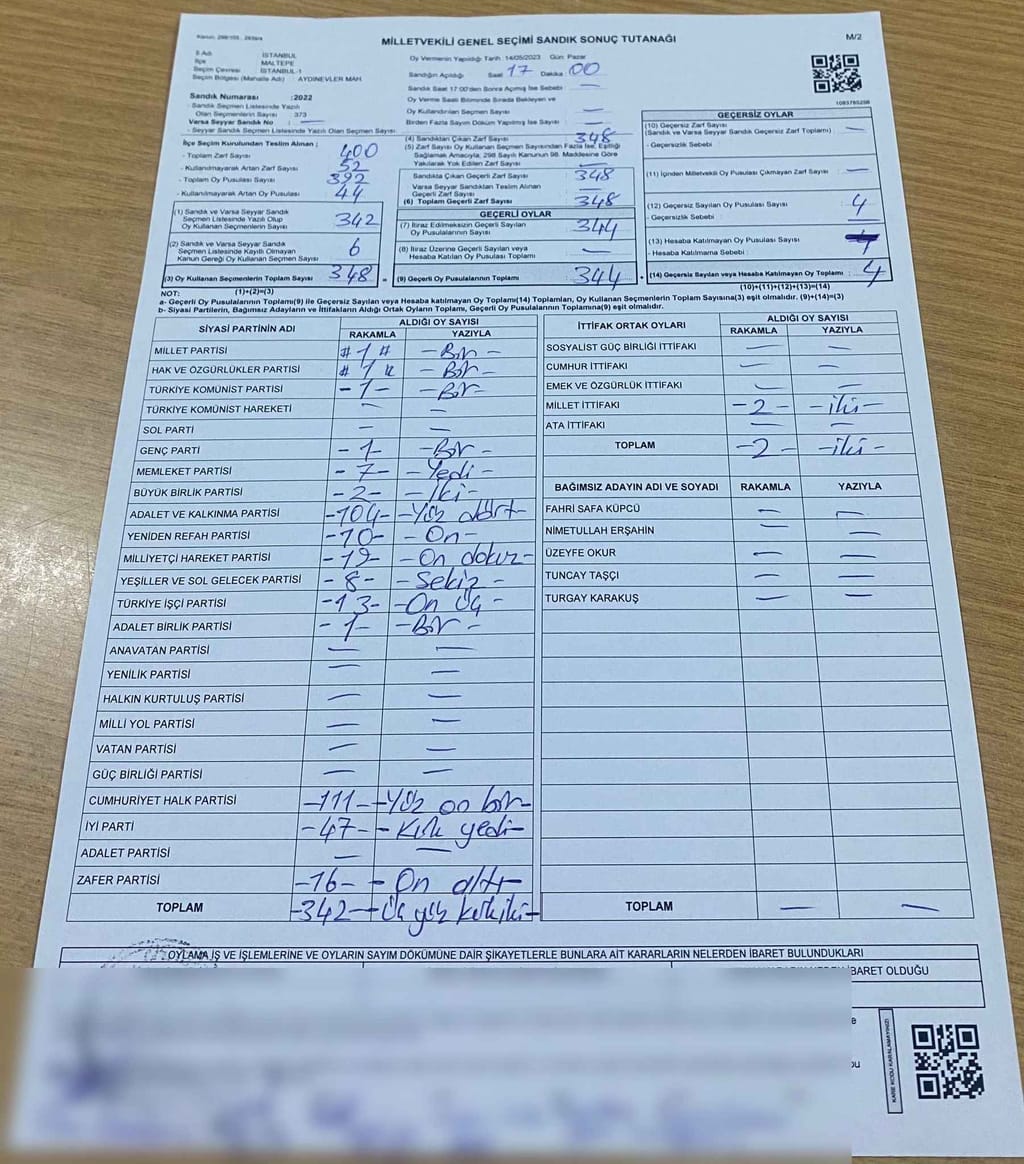 MİLLETVEKİLİ GENEL SEÇİMİ SANDIK SONUÇ TUTANAĞI
M/2
İli Adı : İSTANBUL
İlçe MALTEPE
Seçim Çevresi İSTANBUL-1
Seçim Bölgesi (Mahalle Adı) AYDINEVLER MAH.
Sandık Numarası :2022
- Sandık Seçmen Listesinde Yazılı
Olan Seçmenlerin Sayısı 373
Varsa Seyyar Sandık No —
- Seyyar Sandık Seçmen Listesinde Yazılı Olan Seçmen Sayısı
Oy Vermenin Yapıldığı Tarih :14/05/2023 Gün: Pazar
Sandığın Açıldığı Saat 17 Dakika 00
Sandık Saat 17:00'den Sonra Açılmış İse Sebebi : —
Oy Verme Saati Bitiminde Sırada Bekleyen ve
Oy Kullandırılan Seçmen Sayısı : —
Birden Fazla Sayım Döküm Yapılmış İse Sayısı : —
1093785258
İlçe Seçim Kurulundan Teslim Alınan ;
- Toplam Zarf Sayısı : 400
- Kullanılmayarak Artan Zarf Sayısı : 52
- Toplam Oy Pusulası Sayısı : 392
- Kullanılmayarak Artan Oy Pusulası : 44
(1) Sandık ve Varsa Seyyar Sandık
Seçmen Listesinde Yazılı Olup
Oy Kullanan Seçmenlerin Sayısı : 342
(2) Sandık ve Varsa Seyyar Sandık
Seçmen Listesinde Kayıtlı Olmayan
Kanun Gereği Oy Kullanan Seçmen Sayısı : 6
(3) Oy Kullanan Seçmenlerin Toplam Sayısı : 348
(1)+(2)=(3)
(4) Sandıktan Çıkan Zarf Sayısı : 348
(5) Zarf Sayısı Oy Kullanan Seçmen Sayısından Fazla İse, Eşitliği
Sağlamak Amacıyla, 298 Sayılı Kanunun 98. Maddesine Göre
Yakılarak Yok Edilen Zarf Sayısı : —
Sandıkta Çıkan Geçerli Zarf Sayısı : 348
Varsa Seyyar Sandıktan Teslim Alınan
Geçerli Zarf Sayısı : —
(6) Toplam Geçerli Zarf Sayısı : 348
GEÇERLİ OYLAR
(7) İtiraz Edilmeksizin Geçerli Sayılan
Oy Pusulalarının Sayısı : 344
(8) İtiraz Üzerine Geçerli Sayılan veya
Hesaba Katılan Oy Pusulası Toplamı : —
= (9) Geçerli Oy Pusulalarının Toplamı : 344
GEÇERSİZ OYLAR
(10) Geçersiz Zarf Sayısı
(Sandık ve Varsa Seyyar Sandık Geçersiz Zarf Toplamı) : —
- Geçersizlik Sebebi :
(11) İçinden Milletvekili Oy Pusulası Çıkmayan Zarf Sayısı : —
(12) Geçersiz Sayılan Oy Pusulası Sayısı : 4
- Geçersizlik Sebebi :
(13) Hesaba Katılmayan Oy Pusulası Sayısı :
- Hesaba Katılmama Sebebi :
+ (14) Geçersiz Sayılan veya Hesaba Katılmayan Oy Toplamı : 4
(10)+(11)+(12)+(13)=(14)
NOT:
a- Geçerli Oy Pusulalarının Toplamı(9) ile Geçersiz Sayılan veya Hesaba katılmayan Oy Toplamı(14) Toplamları, Oy Kullanan Seçmenlerin Toplam Sayısına(3) eşit olmalıdır. (9)+(14)=(3)
b- Siyasi Partilerin, Bağımsız Adayların ve İttifakların Aldığı Ortak Oyların Toplamı, Geçerli Oy Pusulalarının Toplamına(9) eşit olmalıdır.
SİYASİ PARTİNİN ADI ALDIĞI OY SAYISI
RAKAMLA YAZIYLA
MİLLET PARTİSİ #1# -Bir-
HAK VE ÖZGÜRLÜKLER PARTİSİ #1# -Bir-
TÜRKİYE KOMÜNİST PARTİSİ -1- -Bir-
TÜRKİYE KOMÜNİST HAREKETİ — —
SOL PARTİ — —
GENÇ PARTİ -1- -Bir-
MEMLEKET PARTİSİ -7- -Yedi-
BÜYÜK BİRLİK PARTİSİ -2- -İki-
ADALET VE KALKINMA PARTİSİ -104- -Yüz dört-
YENİDEN REFAH PARTİSİ -10- -On-
MİLLİYETÇİ HAREKET PARTİSİ -19- -On dokuz-
YEŞİLLER VE SOL GELECEK PARTİSİ -8- -Sekiz-
TÜRKİYE İŞÇİ PARTİSİ -13- -On üç-
ADALET BİRLİK PARTİSİ -1- -Bir-
ANAVATAN PARTİSİ — —
YENİLİK PARTİSİ — —
HALKIN KURTULUŞ PARTİSİ — —
MİLLİ YOL PARTİSİ — —
VATAN PARTİSİ — —
GÜÇ BİRLİĞİ PARTİSİ — —
CUMHURİYET HALK PARTİSİ -111- -Yüz on bir-
İYİ PARTİ -47- -Kırk yedi-
ADALET PARTİSİ — —
ZAFER PARTİSİ -16- -On altı-
TOPLAM -342- -Üç yüz kırk iki-
İTTİFAK ORTAK OYLARI ALDIĞI OY SAYISI
RAKAMLA YAZIYLA
SOSYALİST GÜÇ BİRLİĞİ İTTİFAKI — —
CUMHUR İTTİFAKI — —
EMEK VE ÖZGÜRLÜK İTTİFAKI — —
MİLLET İTTİFAKI -2- -iki-
ATA İTTİFAKI — —
TOPLAM -2- -iki-
BAĞIMSIZ ADAYIN ADI VE SOYADI RAKAMLA YAZIYLA
FAHRİ SAFA KÜPCÜ — —
NİMETULLAH ERŞAHİN — —
ÜZEYFE OKUR — —
TUNCAY TAŞÇI — —
TURGAY KARAKUŞ — —
TOPLAM — —
OYLAMA İŞ VE İŞLEMLERİNE VE OYLARIN SAYIM DÖKÜMÜNE DAİR ŞİKAYETLERLE BUNLARA AİT KARARLARIN NELERDEN İBARET BULUNDUKLARI
İBARET OLDUĞU
KARE KODU KARALAMAYINIZ!